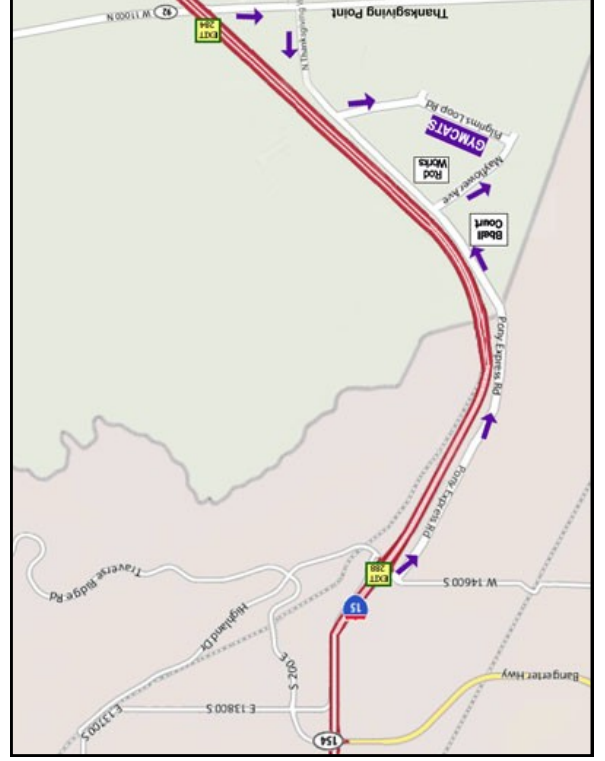 154
Bangerter Hwy
E 13800 S
E 13700 S
S 200 E
Highland Dr
15
W 14600 S
EXIT
288
Traverse Ridge Rd
Pony Express Rd
Pony Express Rd
Bball
Court
Mayflower Ave
Rod
Works
GYMCATS
Pilgrims Loop Rd
N Thanksgiving W
Thanksgiving Point
EXIT
284
92
W 11000 N